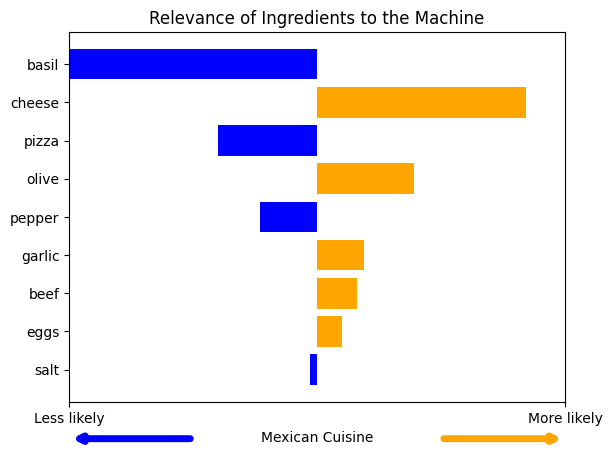 Relevance of Ingredients to the Machine
basil
cheese
pizza
olive
pepper
garlic
beef
eggs
salt
Less likely
More likely
Mexican Cuisine